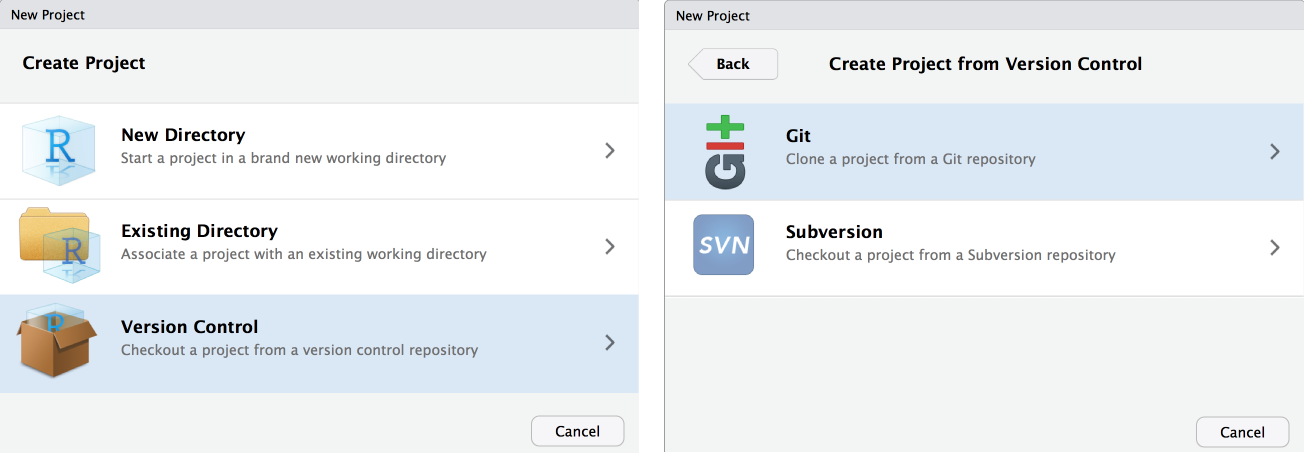 New Project
Create Project
R
New Directory
Start a project in a brand new working directory
R
Existing Directory
Associate a project with an existing working directory
R
Version Control
Checkout a project from a version control repository
Cancel
New Project
Back
Create Project from Version Control
Git
Git
Clone a project from a Git repository
SVN
Subversion
Checkout a project from a Subversion repository
Cancel